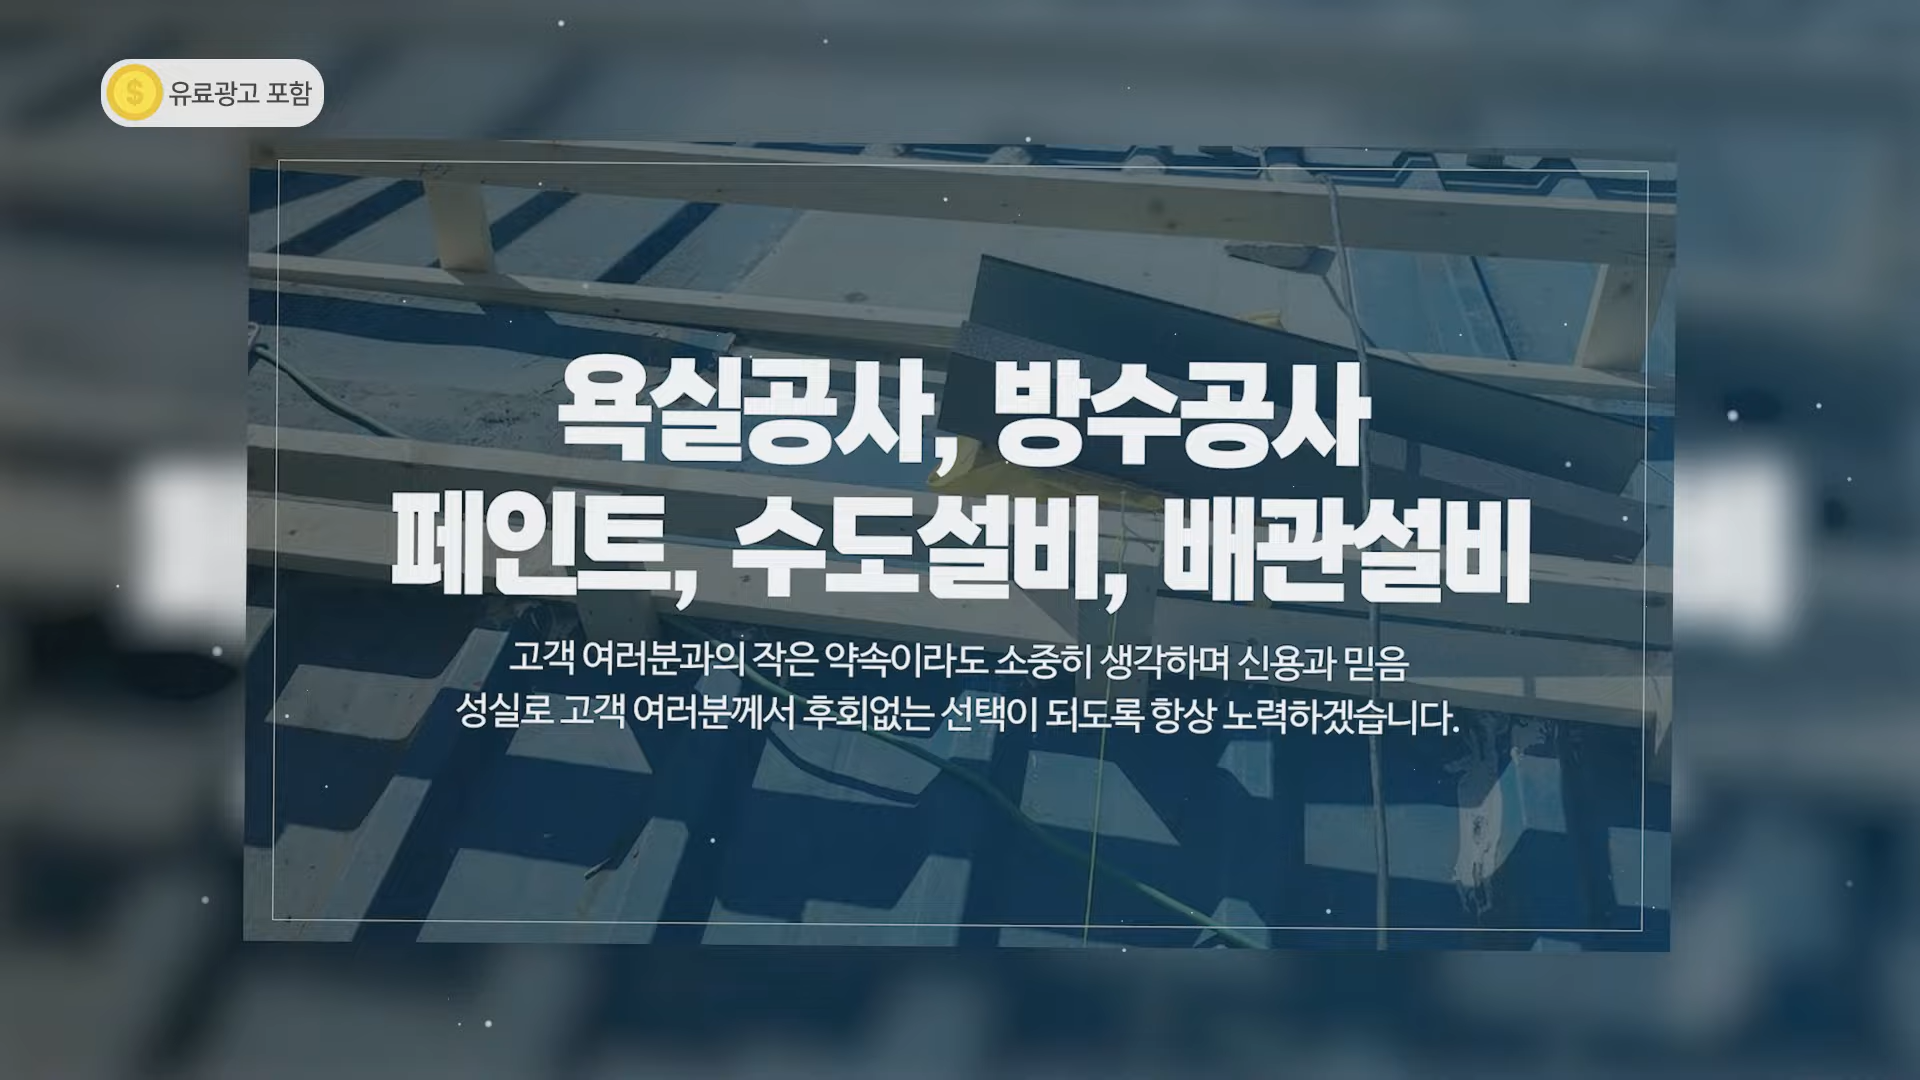 유료광고 포함
욕실공사, 방수공사
페인트, 수도설비, 배관설비
고객 여러분과의 작은 약속이라도 소중히 생각하며 신용과 믿음
성실로 고객 여러분께서 후회없는 선택이 되도록 항상 노력하겠습니다.